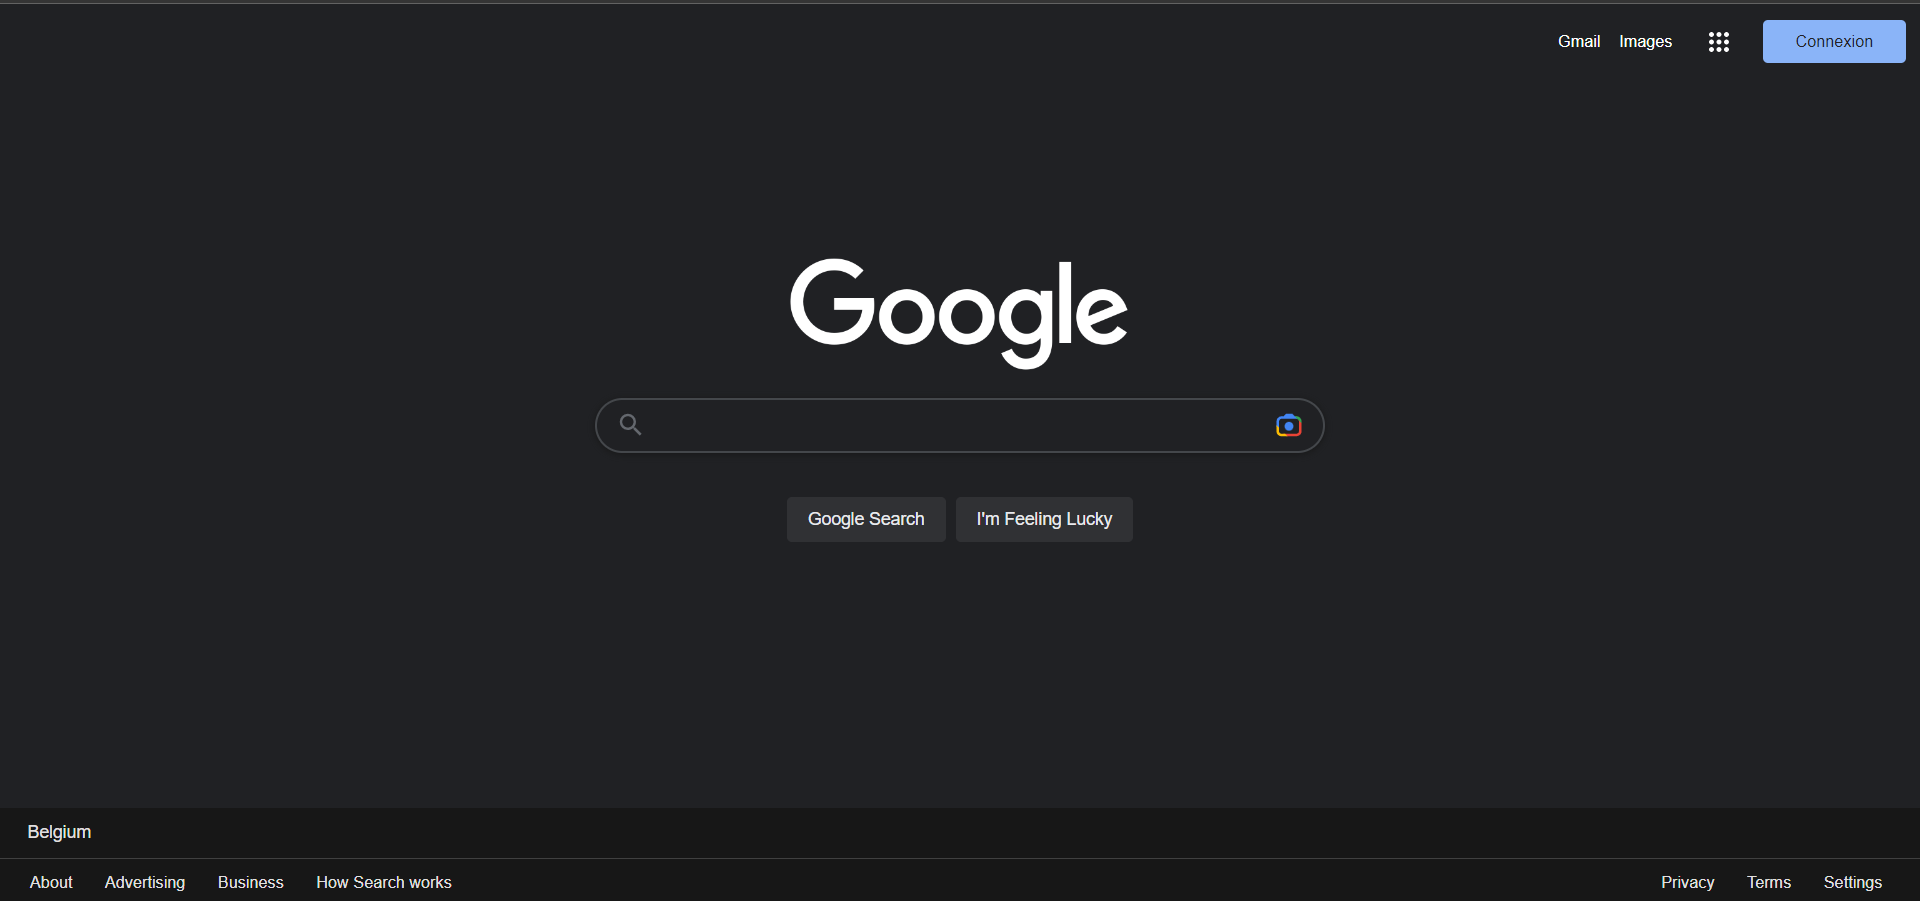 Gmail Images Connexion
Google
Google Search I'm Feeling Lucky
Belgium
About Advertising Business How Search works Privacy Terms Settings